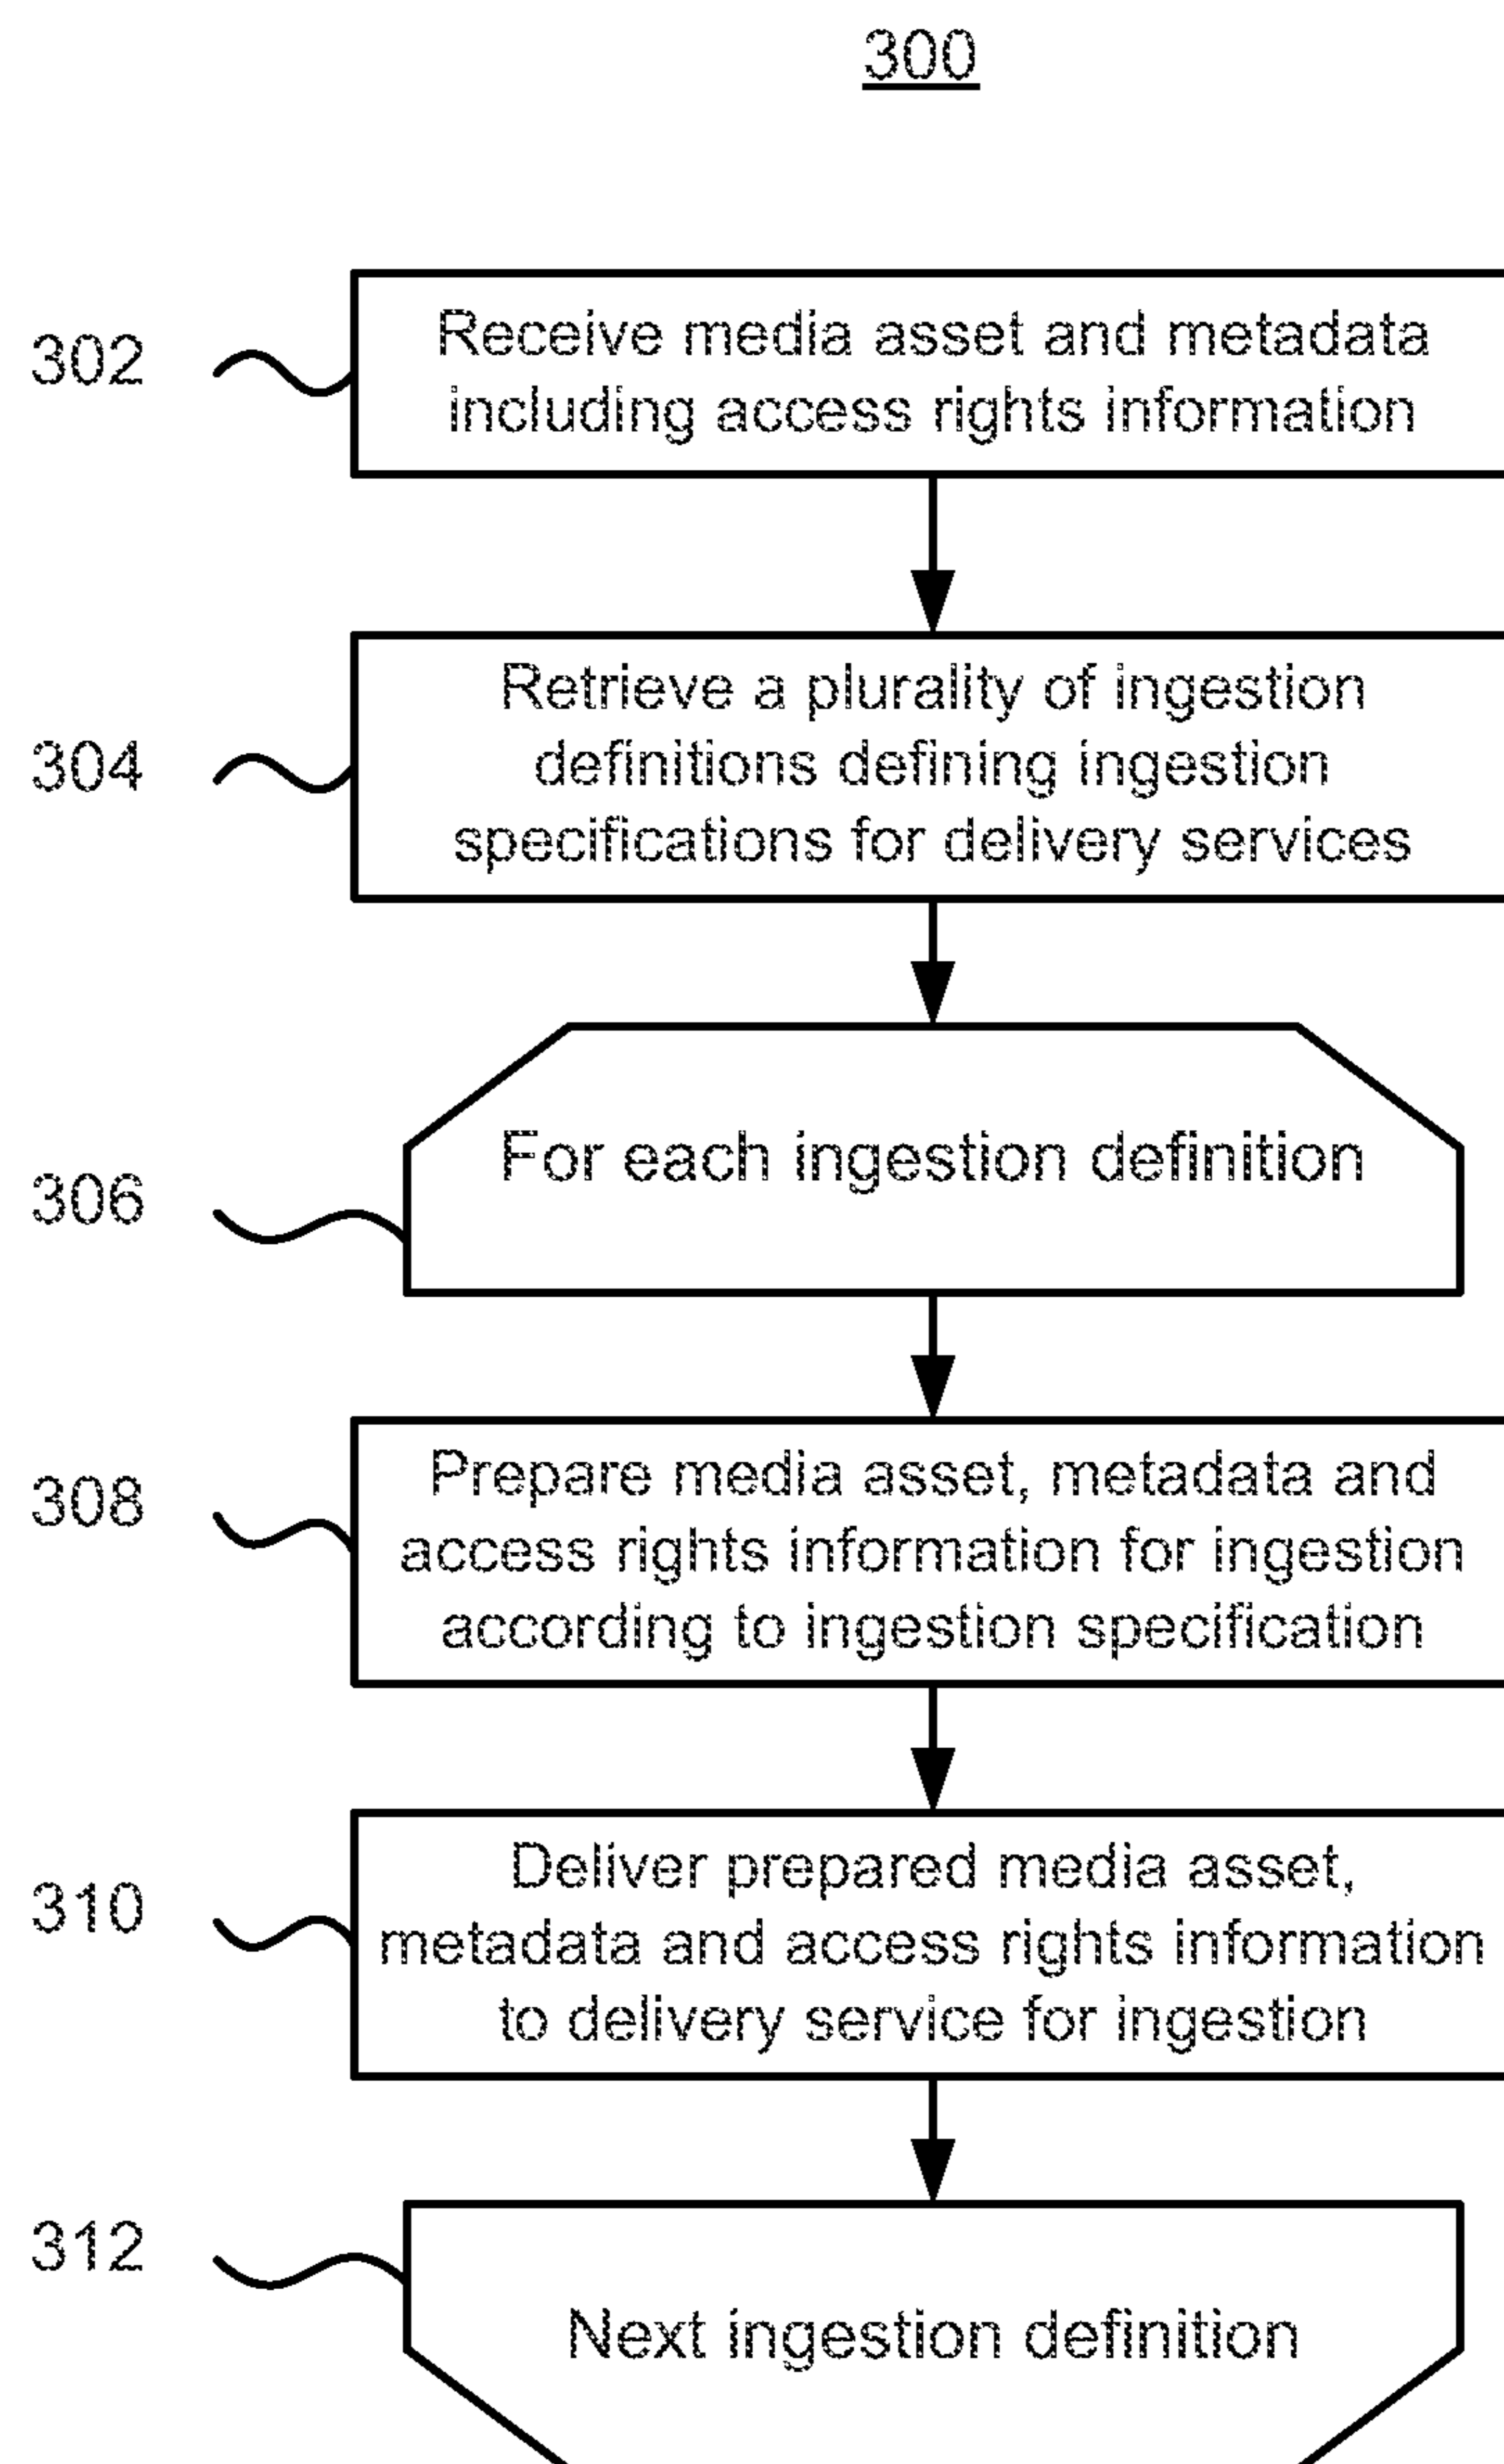 300
302
Receive media asset and metadata
including access rights information
304
Retrieve a plurality of ingestion
definitions defining ingestion
specifications for delivery services
306
For each ingestion definition
308
Prepare media asset, metadata and
access rights information for ingestion
according to ingestion specification
310
Deliver prepared media asset,
metadata and access rights information
to delivery service for ingestion
312
Next ingestion definition